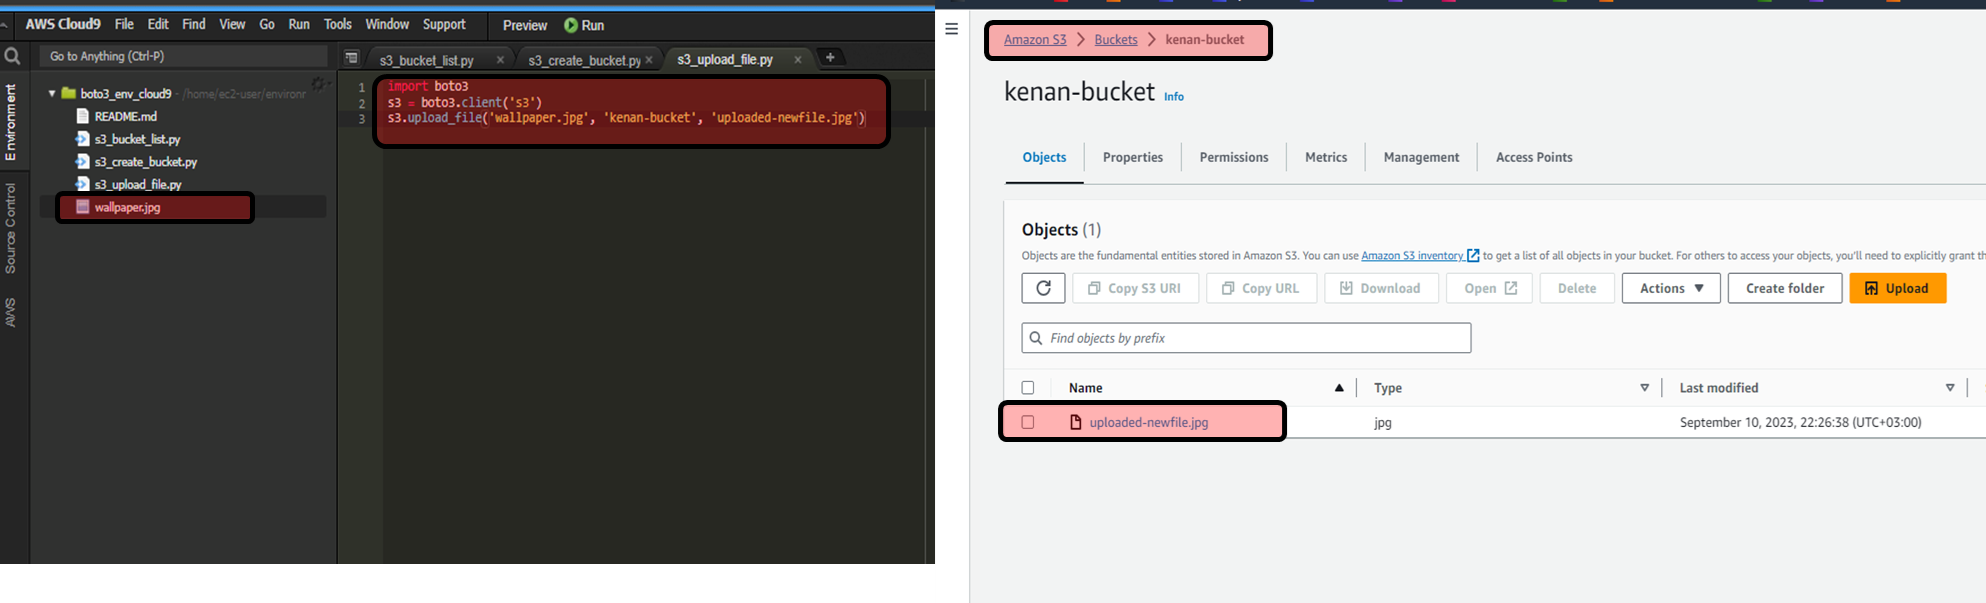 AWS Cloud9 File Edit Find View Go Run Tools Window Support Preview Run
Go to Anything (Ctrl-P)
s3_bucket_list.py × s3_create_bucket.py × s3_upload_file.py × +
Environment
Source Control
AWS
boto3_env_cloud9 - /home/ec2-user/environr
README.md
s3_bucket_list.py
s3_create_bucket.py
s3_upload_file.py
wallpaper.jpg
1 import boto3
2 s3 = boto3.client('s3')
3 s3.upload_file('wallpaper.jpg', 'kenan-bucket', 'uploaded-newfile.jpg')
Amazon S3 > Buckets > kenan-bucket
kenan-bucket Info
Objects Properties Permissions Metrics Management Access Points
Objects (1)
Objects are the fundamental entities stored in Amazon S3. You can use Amazon S3 inventory to get a list of all objects in your bucket. For others to access your objects, you'll need to explicitly grant th
Copy S3 URI Copy URL Download Open Delete Actions Create folder Upload
Find objects by prefix
Name Type Last modified
uploaded-newfile.jpg jpg September 10, 2023, 22:26:38 (UTC+03:00)